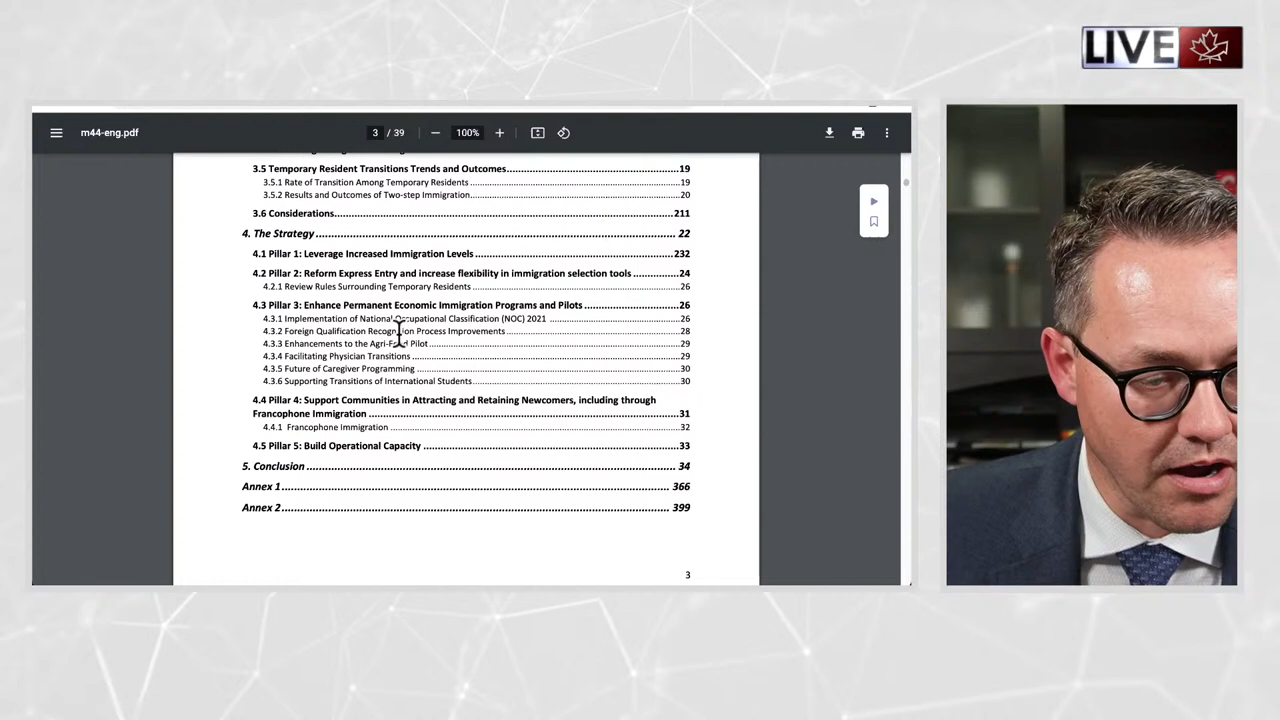 LIVE
m44-eng.pdf
3 / 39
100%
3.5 Temporary Resident Transitions Trends and Outcomes 19
3.5.1 Rate of Transition Among Temporary Residents 19
3.5.2 Results and Outcomes of Two-step Immigration 20
3.6 Considerations 211
4. The Strategy 22
4.1 Pillar 1: Leverage Increased Immigration Levels 232
4.2 Pillar 2: Reform Express Entry and increase flexibility in immigration selection tools 24
4.2.1 Review Rules Surrounding Temporary Residents 26
4.3 Pillar 3: Enhance Permanent Economic Immigration Programs and Pilots 26
4.3.1 Implementation of National Occupational Classification (NOC) 2021 26
4.3.2 Foreign Qualification Recognition Process Improvements 28
4.3.3 Enhancements to the Agri-Food Pilot 29
4.3.4 Facilitating Physician Transitions 29
4.3.5 Future of Caregiver Programming 30
4.3.6 Supporting Transitions of International Students 30
4.4 Pillar 4: Support Communities in Attracting and Retaining Newcomers, including through
Francophone Immigration 31
4.4.1 Francophone Immigration 32
4.5 Pillar 5: Build Operational Capacity 33
5. Conclusion 34
Annex 1 366
Annex 2 399
3